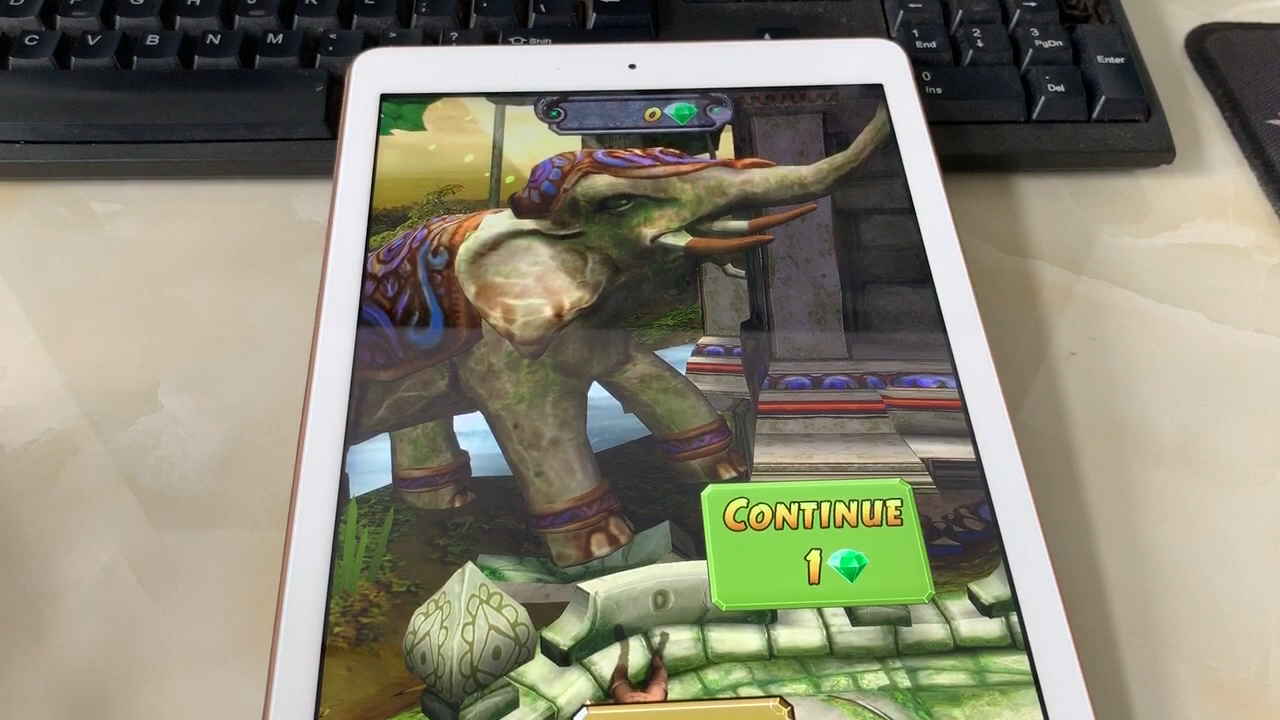 C V B N M < > ? Shift
1 End
2
3 PgDn
Enter
0 Ins
. Del
0
CONTINUE
1